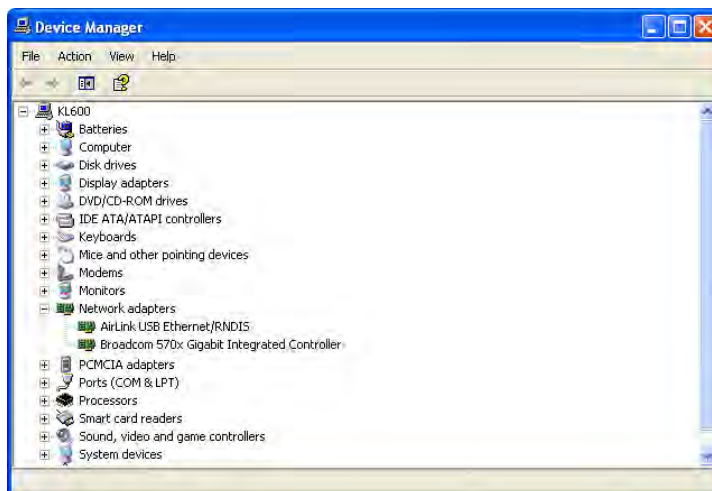 Device Manager
File Action View Help
KL600
Batteries
Computer
Disk drives
Display adapters
DVD/CD-ROM drives
IDE ATA/ATAPI controllers
Keyboards
Mice and other pointing devices
Modems
Monitors
Network adapters
AirLink USB Ethernet/RNDIS
Broadcom 570x Gigabit Integrated Controller
PCMCIA adapters
Ports (COM & LPT)
Processors
Smart card readers
Sound, video and game controllers
System devices